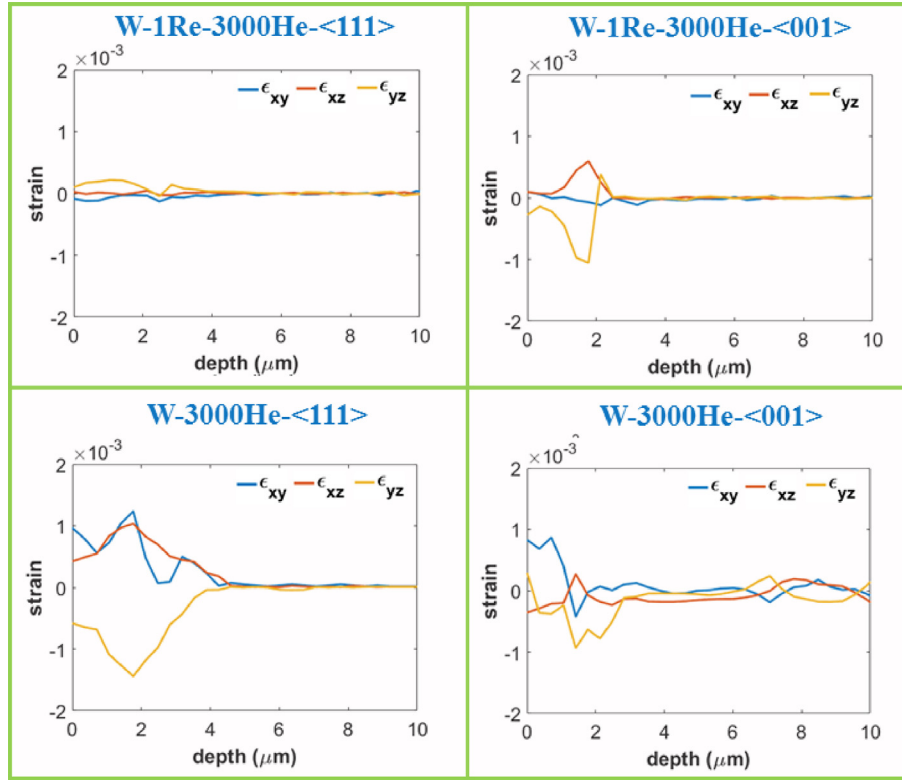 W-1Re-3000He-<111>
×10⁻³
2
1
0
-1
-2
strain
ϵxy ϵxz ϵyz
0 2 4 6 8 10
depth (μm)
W-1Re-3000He-<001>
×10⁻³
2
1
0
-1
-2
strain
ϵxy ϵxz ϵyz
0 2 4 6 8 10
depth (μm)
W-3000He-<111>
×10⁻³
2
1
0
-1
-2
strain
ϵxy ϵxz ϵyz
0 2 4 6 8 10
depth (μm)
W-3000He-<001>
×10⁻³
2
1
0
-1
-2
strain
ϵxy ϵxz ϵyz
0 2 4 6 8 10
depth (μm)